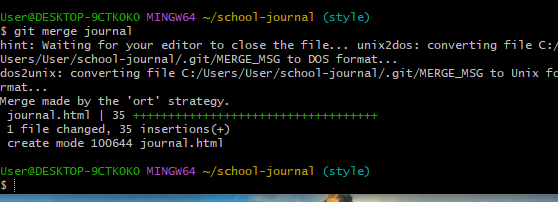 User@DESKTOP-9CTKOKO MINGW64 ~/school-journal (style)
$ git merge journal
hint: Waiting for your editor to close the file... unix2dos: converting file C:/
Users/User/school-journal/.git/MERGE_MSG to DOS format...
dos2unix: converting file C:/Users/User/school-journal/.git/MERGE_MSG to Unix fo
rmat...
Merge made by the 'ort' strategy.
 journal.html | 35 +++++++++++++++++++++++++++++++++++
 1 file changed, 35 insertions(+)
 create mode 100644 journal.html
User@DESKTOP-9CTKOKO MINGW64 ~/school-journal (style)
$